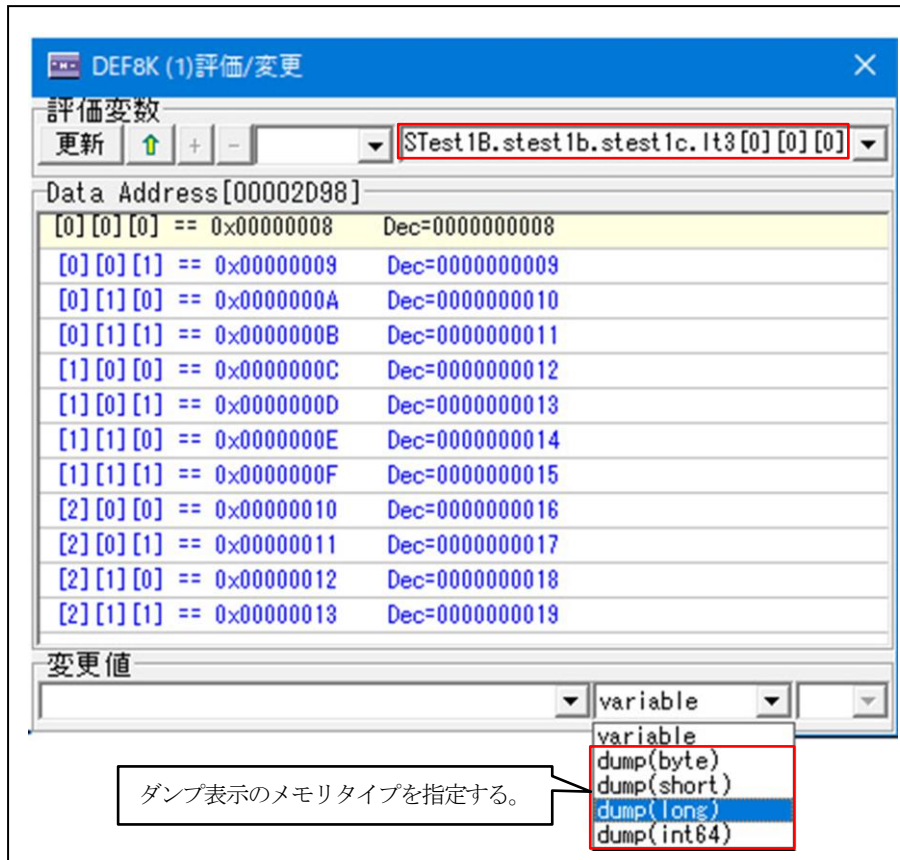 DEF8K (1)評価/変更
評価変数
更新 + - STest1B.stest1b.stest1c.lt3[0][0][0]
Data Address[00002D98]
[0][0][0] == 0x00000008 Dec=0000000008
[0][0][1] == 0x00000009 Dec=0000000009
[0][1][0] == 0x0000000A Dec=0000000010
[0][1][1] == 0x0000000B Dec=0000000011
[1][0][0] == 0x0000000C Dec=0000000012
[1][0][1] == 0x0000000D Dec=0000000013
[1][1][0] == 0x0000000E Dec=0000000014
[1][1][1] == 0x0000000F Dec=0000000015
[2][0][0] == 0x00000010 Dec=0000000016
[2][0][1] == 0x00000011 Dec=0000000017
[2][1][0] == 0x00000012 Dec=0000000018
[2][1][1] == 0x00000013 Dec=0000000019
変更値
variable
variable
dump(byte)
dump(short)
dump(long)
dump(int64)
ダンプ表示のメモリタイプを指定する。